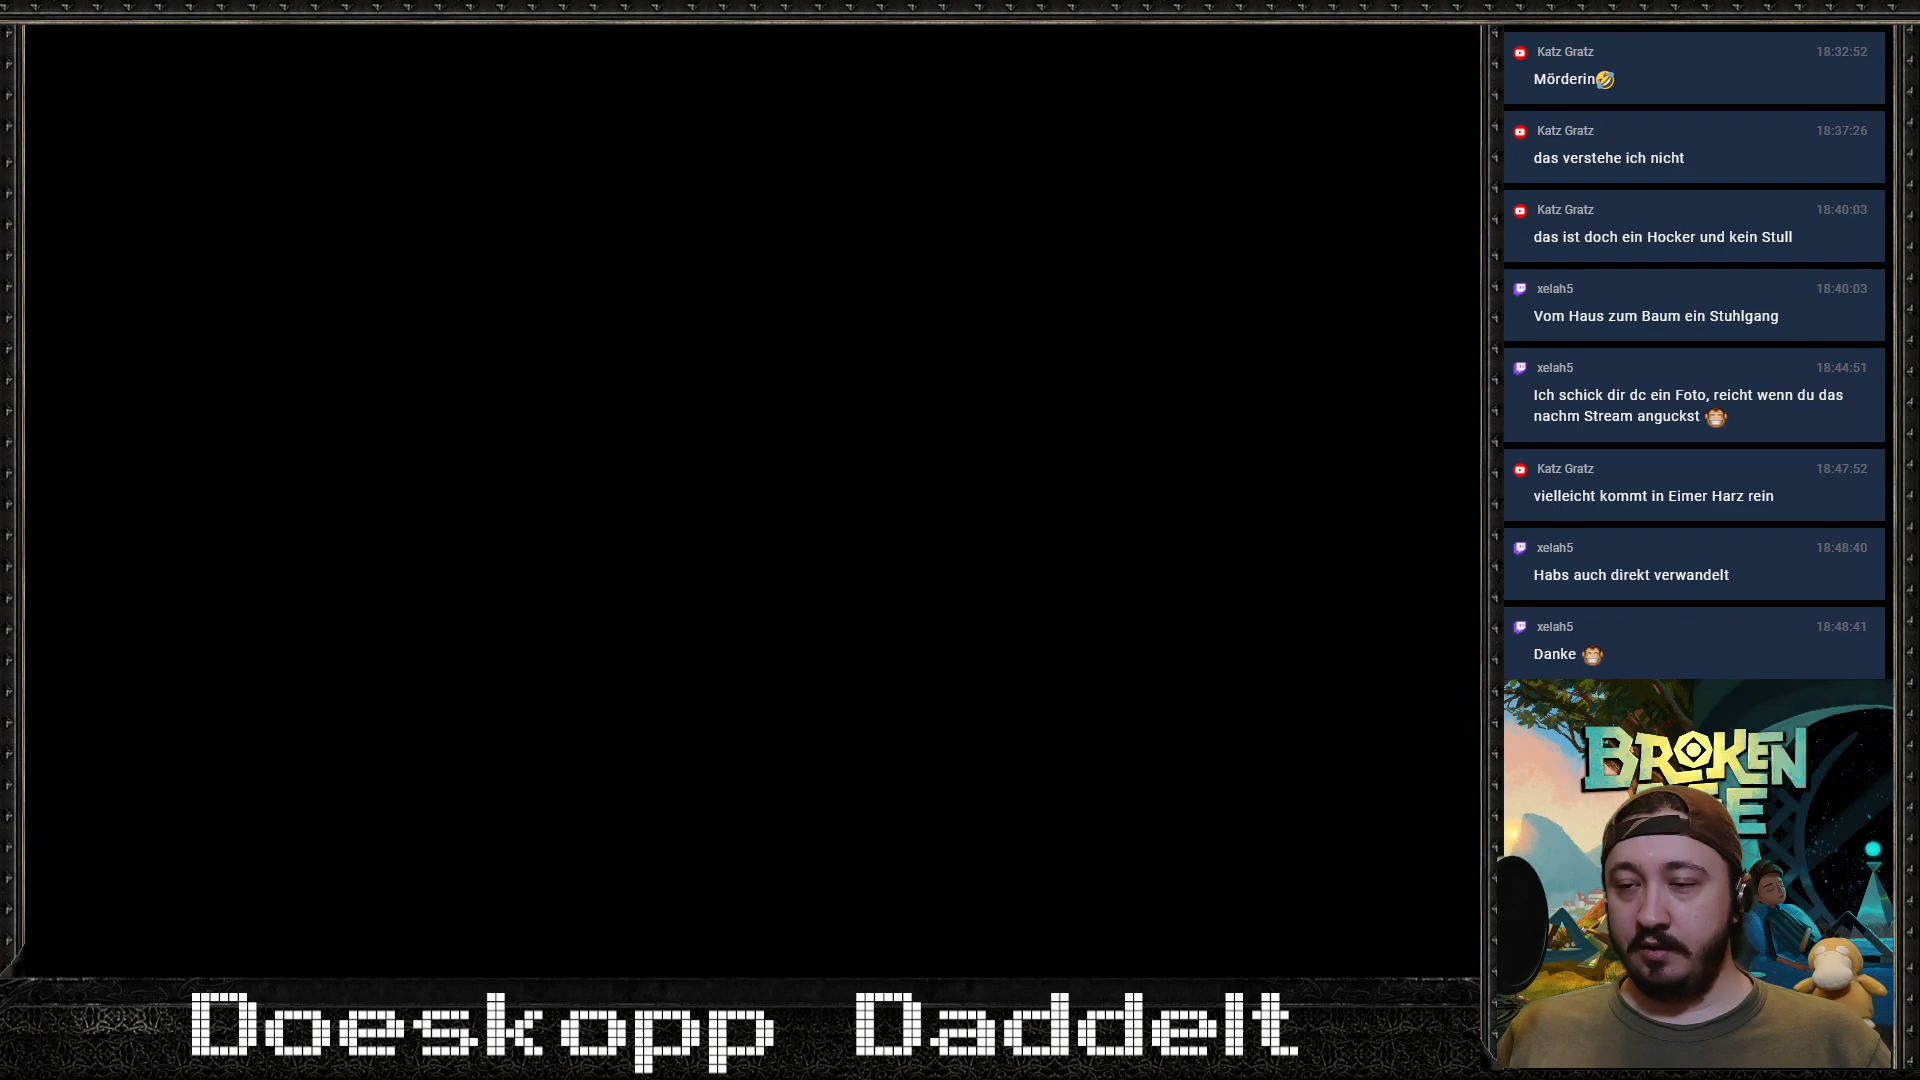 Katz Gratz 18:32:52
Mörderin🤣
Katz Gratz 18:37:26
das verstehe ich nicht
Katz Gratz 18:40:03
das ist doch ein Hocker und kein Stull
xelah5 18:40:03
Vom Haus zum Baum ein Stuhlgang
xelah5 18:44:51
Ich schick dir dc ein Foto, reicht wenn du das
nachm Stream anguckst
Katz Gratz 18:47:52
vielleicht kommt in Eimer Harz rein
xelah5 18:48:40
Habs auch direkt verwandelt
xelah5 18:48:41
Danke
BROKEN
Doeskopp Daddelt